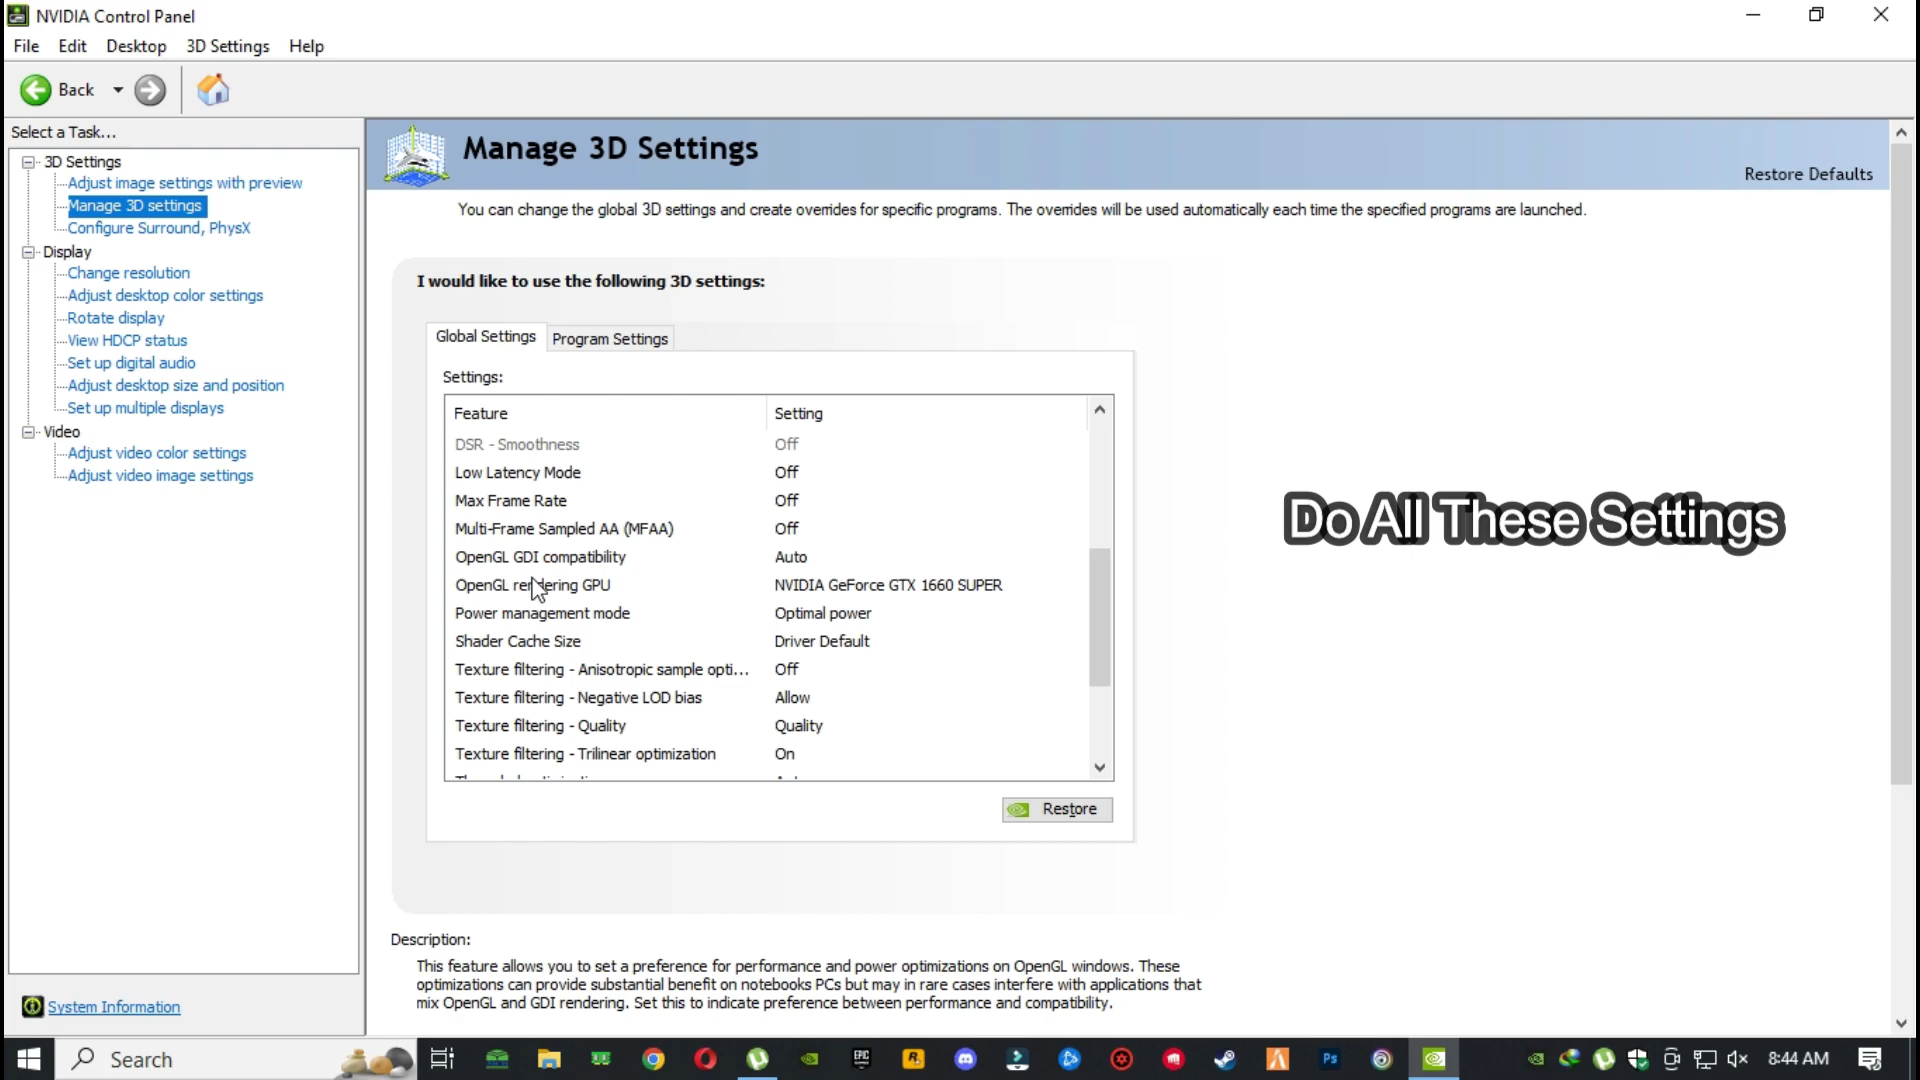 NVIDIA Control Panel
File Edit Desktop 3D Settings Help
Back
Select a Task...
3D Settings
Adjust image settings with preview
Manage 3D settings
Configure Surround, PhysX
Display
Change resolution
Adjust desktop color settings
Rotate display
View HDCP status
Set up digital audio
Adjust desktop size and position
Set up multiple displays
Video
Adjust video color settings
Adjust video image settings
System Information
Manage 3D Settings
Restore Defaults
You can change the global 3D settings and create overrides for specific programs. The overrides will be used automatically each time the specified programs are launched.
I would like to use the following 3D settings:
Global Settings Program Settings
Settings:
Feature Setting
DSR - Smoothness Off
Low Latency Mode Off
Max Frame Rate Off
Multi-Frame Sampled AA (MFAA) Off
OpenGL GDI compatibility Auto
OpenGL rendering GPU NVIDIA GeForce GTX 1660 SUPER
Power management mode Optimal power
Shader Cache Size Driver Default
Texture filtering - Anisotropic sample opti... Off
Texture filtering - Negative LOD bias Allow
Texture filtering - Quality Quality
Texture filtering - Trilinear optimization On
Restore
Do All These Settings
Description:
This feature allows you to set a preference for performance and power optimizations on OpenGL windows. These
optimizations can provide substantial benefit on notebooks PCs but may in rare cases interfere with applications that
mix OpenGL and GDI rendering. Set this to indicate preference between performance and compatibility.
Search
EPIC
R
Ps
8:44 AM